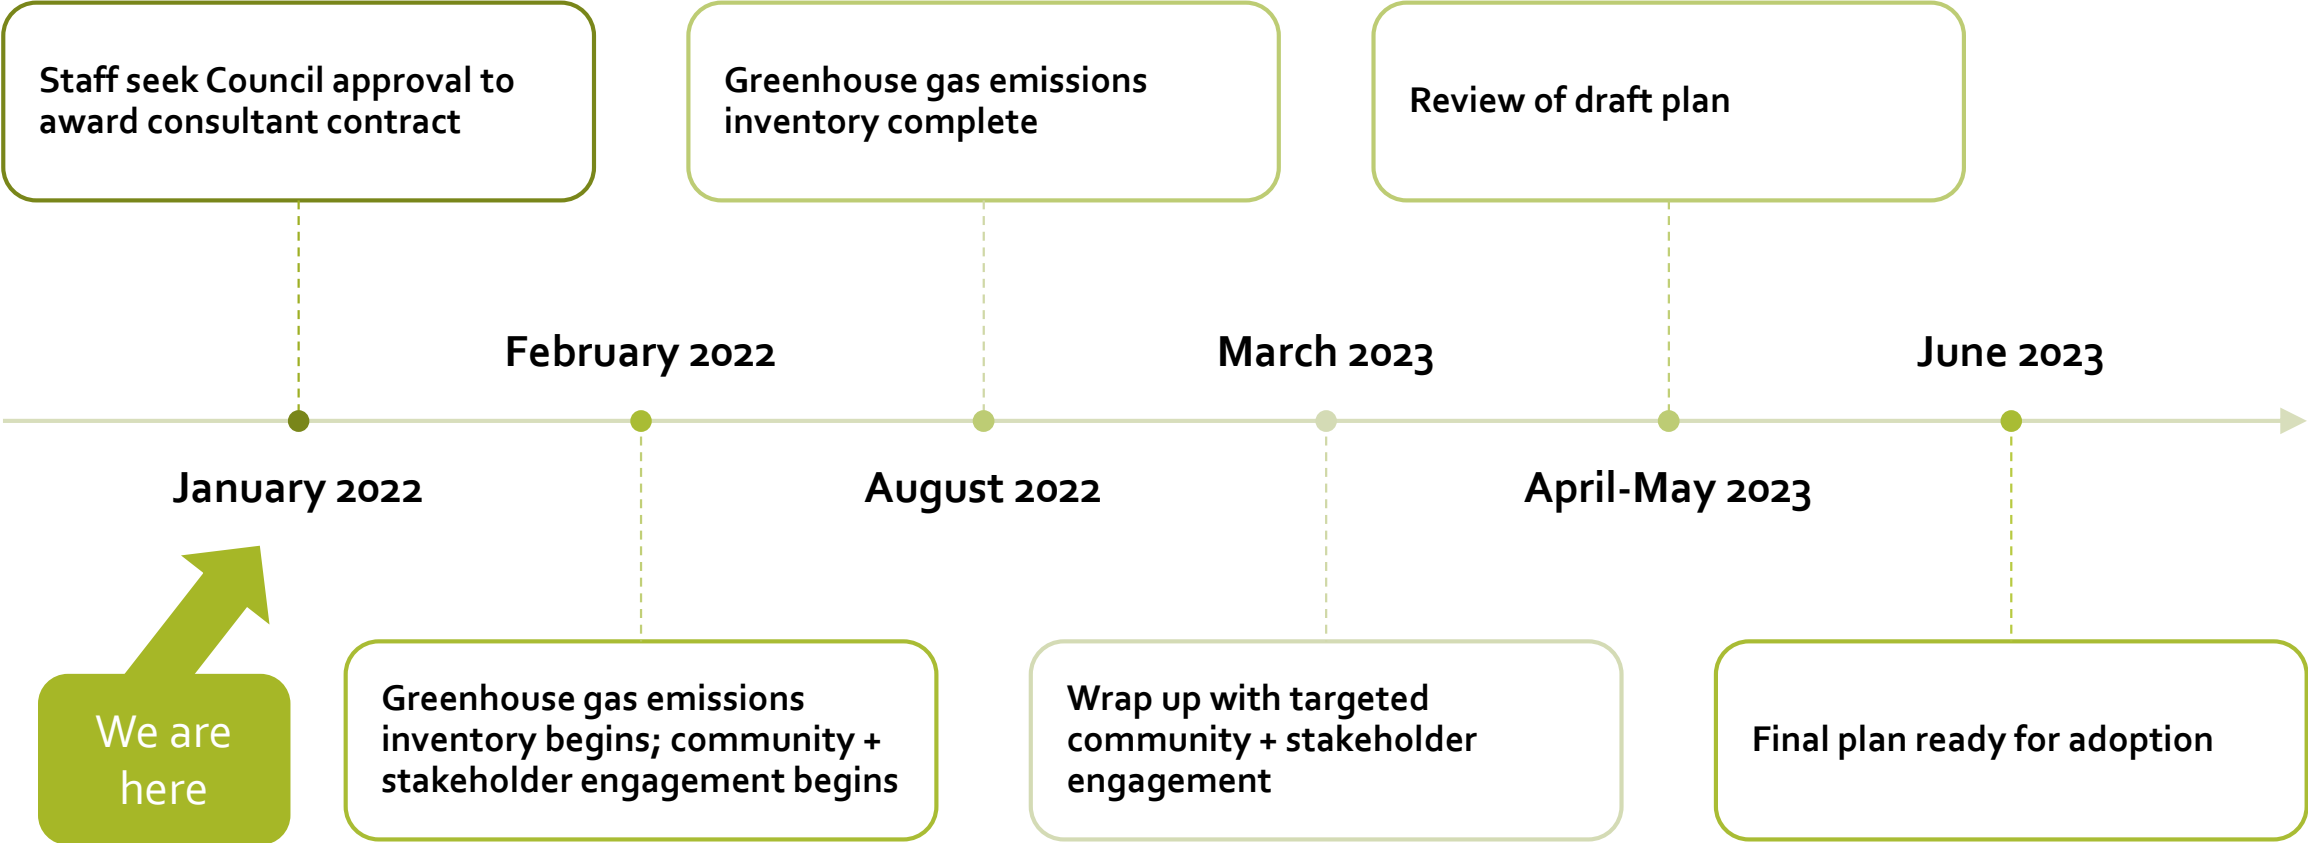 Staff seek Council approval to
award consultant contract
Greenhouse gas emissions
inventory complete
Review of draft plan
February 2022
March 2023
June 2023
January 2022
August 2022
April-May 2023
We are
here
Greenhouse gas emissions
inventory begins; community +
stakeholder engagement begins
Wrap up with targeted
community + stakeholder
engagement
Final plan ready for adoption